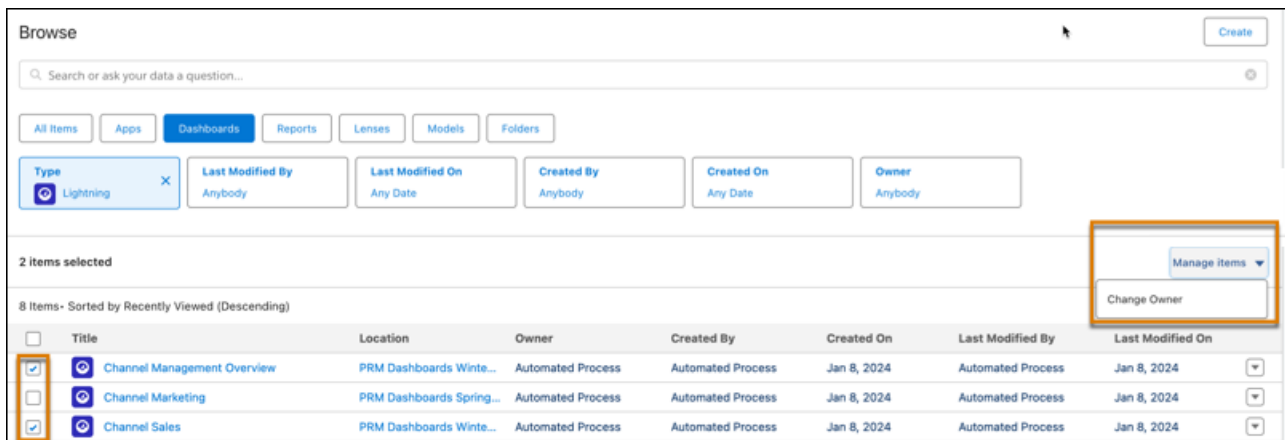 Browse
Create
Search or ask your data a question...
All Items Apps Dashboards Reports Lenses Models Folders
Type Last Modified By Last Modified On Created By Created On Owner
Lightning Anybody Any Date Anybody Any Date Anybody
2 items selected
Manage items
Change Owner
8 Items- Sorted by Recently Viewed (Descending)
Title Location Owner Created By Created On Last Modified By Last Modified On
Channel Management Overview PRM Dashboards Winte... Automated Process Automated Process Jan 8, 2024 Automated Process Jan 8, 2024
Channel Marketing PRM Dashboards Spring... Automated Process Automated Process Jan 8, 2024 Automated Process Jan 8, 2024
Channel Sales PRM Dashboards Winte... Automated Process Automated Process Jan 8, 2024 Automated Process Jan 8, 2024